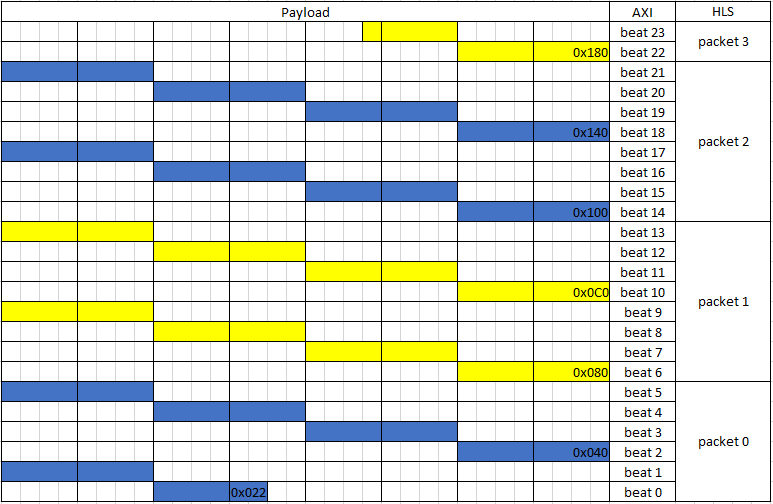 Payload AXI HLS
beat 23
packet 3
0x180 beat 22
beat 21
beat 20
beat 19
0x140 beat 18
packet 2
beat 17
beat 16
beat 15
0x100 beat 14
beat 13
beat 12
beat 11
0x0C0 beat 10
packet 1
beat 9
beat 8
beat 7
0x080 beat 6
beat 5
beat 4
beat 3
packet 0
0x040 beat 2
beat 1
0x022 beat 0